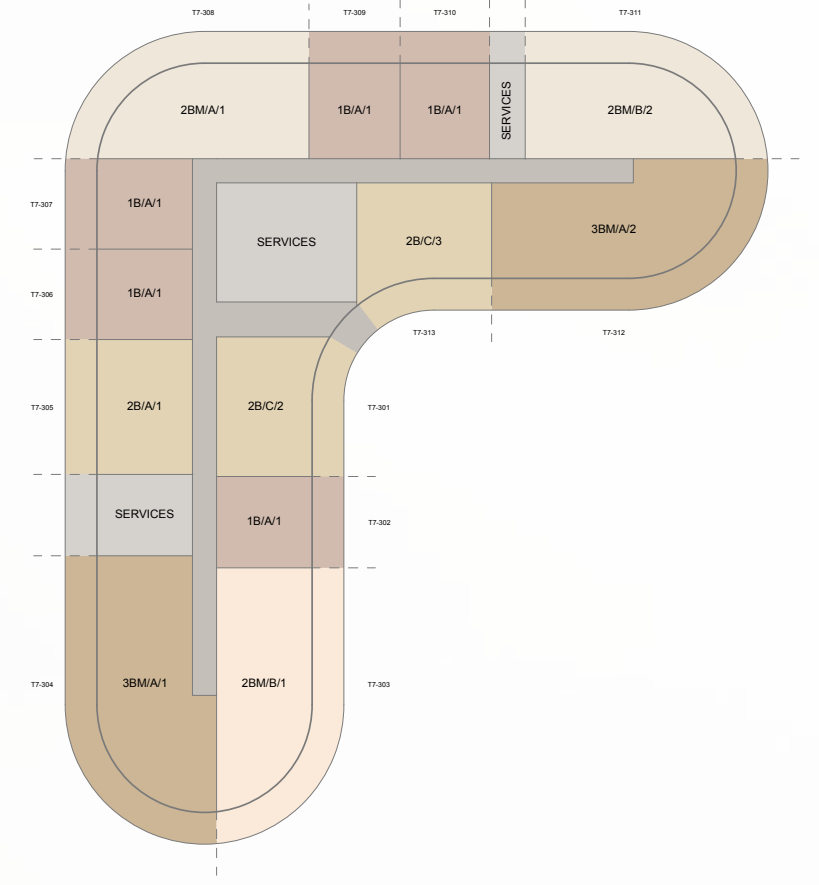 T7-308
T7-309
T7-310
T7-311
2BM/A/1
1B/A/1
1B/A/1
SERVICES
2BM/B/2
T7-307
1B/A/1
SERVICES
2B/C/3
3BM/A/2
T7-306
1B/A/1
T7-313
T7-312
T7-305
2B/A/1
2B/C/2
T7-301
SERVICES
1B/A/1
T7-302
T7-304
3BM/A/1
2BM/B/1
T7-303